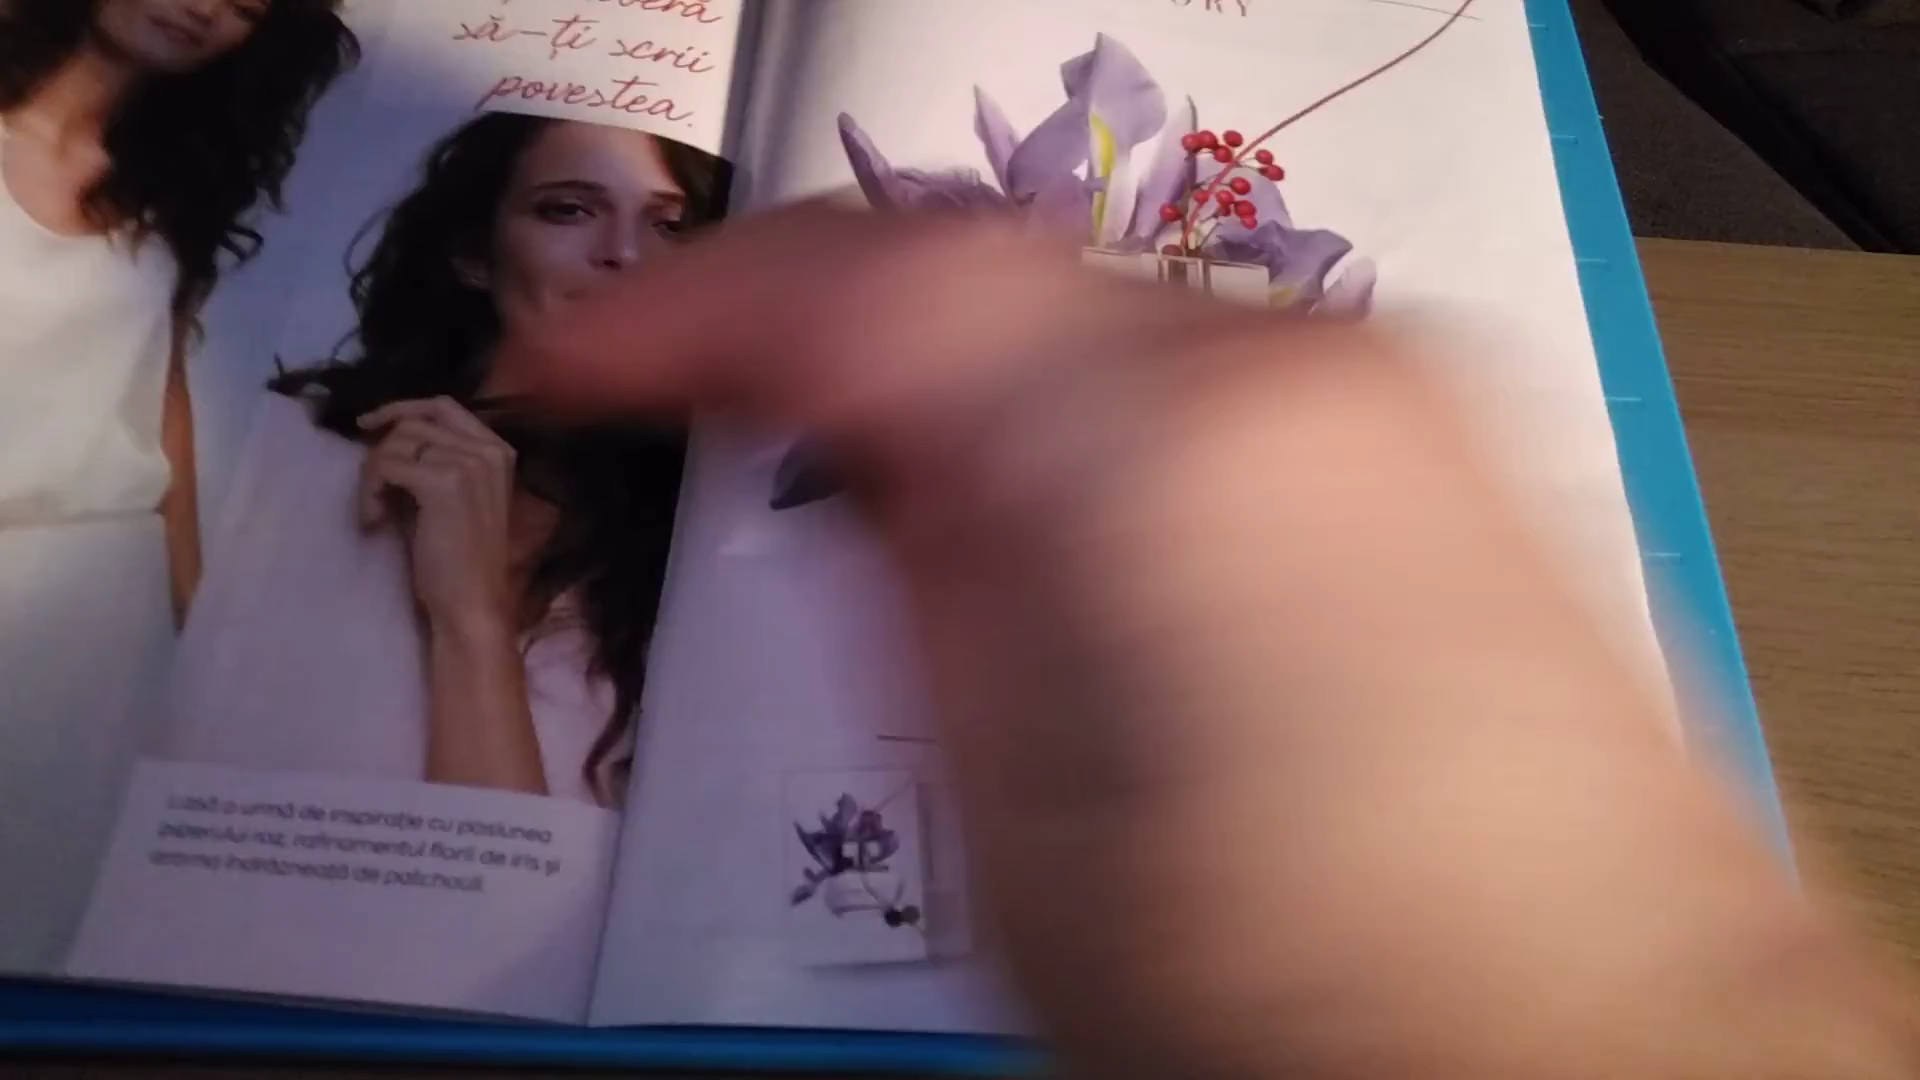 să-ți scrii
povestea.
Lasă o urmă de inspirație cu pasiunea
piperului roz, rafinamentul florii de iris și
aroma îndrăzneață de patchouli.